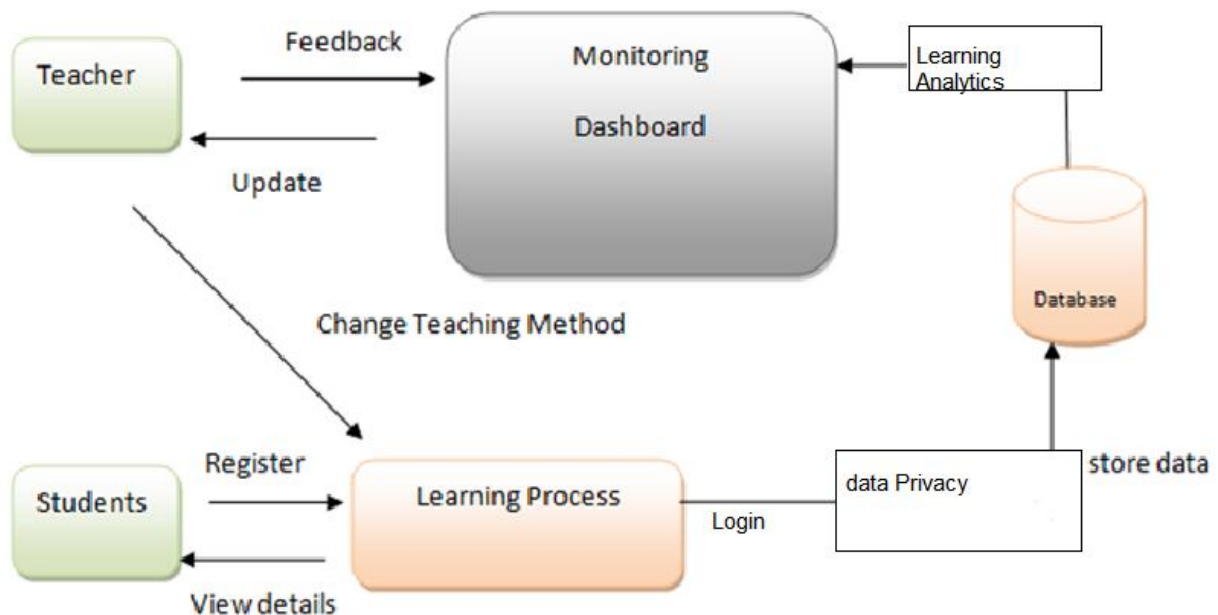 Feedback
Teacher
Monitoring
Dashboard
Learning
Analytics
Update
Database
Change Teaching Method
Register
Students
Learning Process
Login
data Privacy
store data
View details